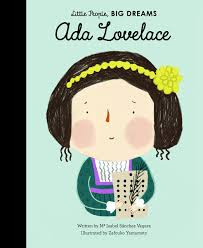 Little People, BIG DREAMS
Ada Lovelace
Written by Mª Isabel Sánchez Vegara
Illustrated by Zafouko Yamamoto